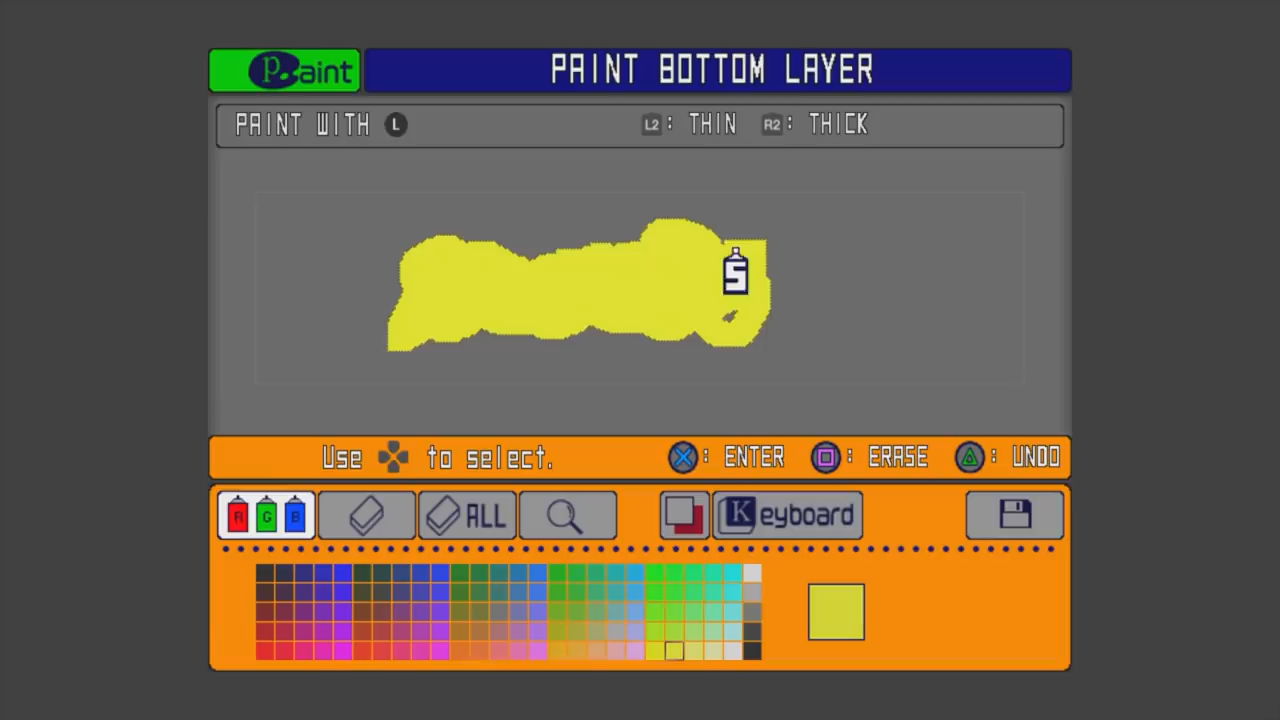 Paint
PAINT BOTTOM LAYER
PAINT WITH L
L2: THIN R2: THICK
S
Use to select.
: ENTER : ERASE : UNDO
R G B
ALL
Keyboard